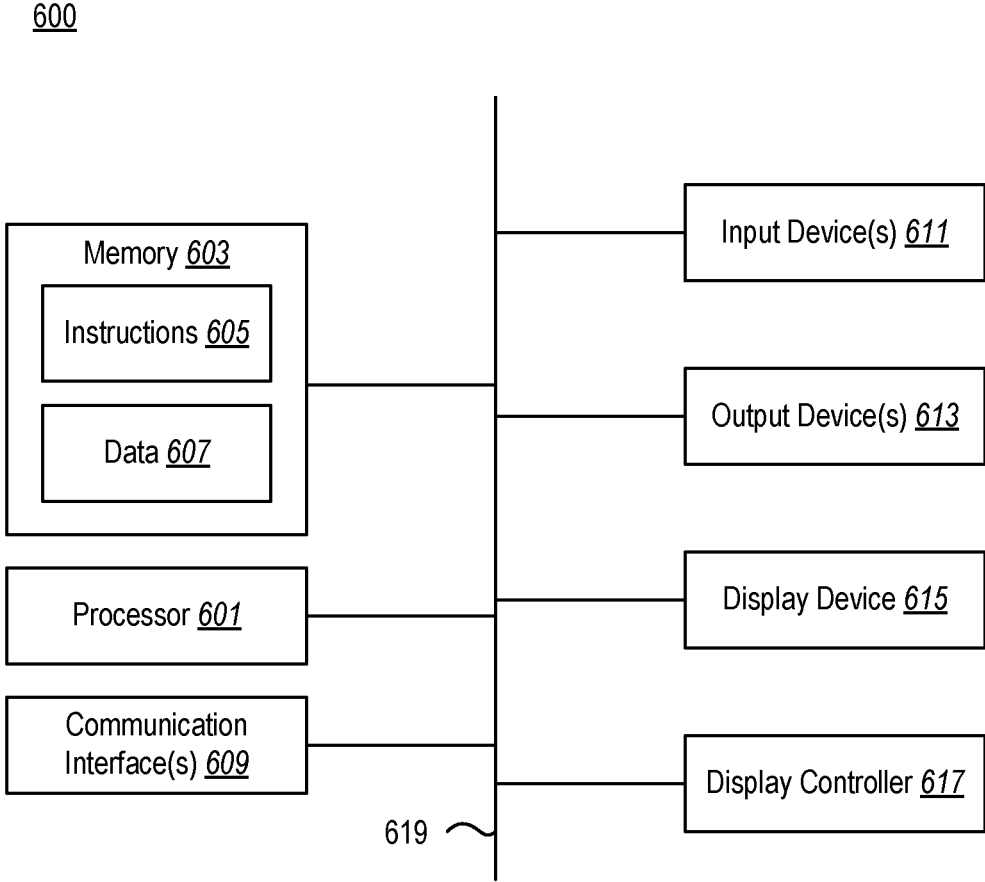 600
Memory 603
Instructions 605
Data 607
Processor 601
Communication
Interface(s) 609
Input Device(s) 611
Output Device(s) 613
Display Device 615
Display Controller 617
619